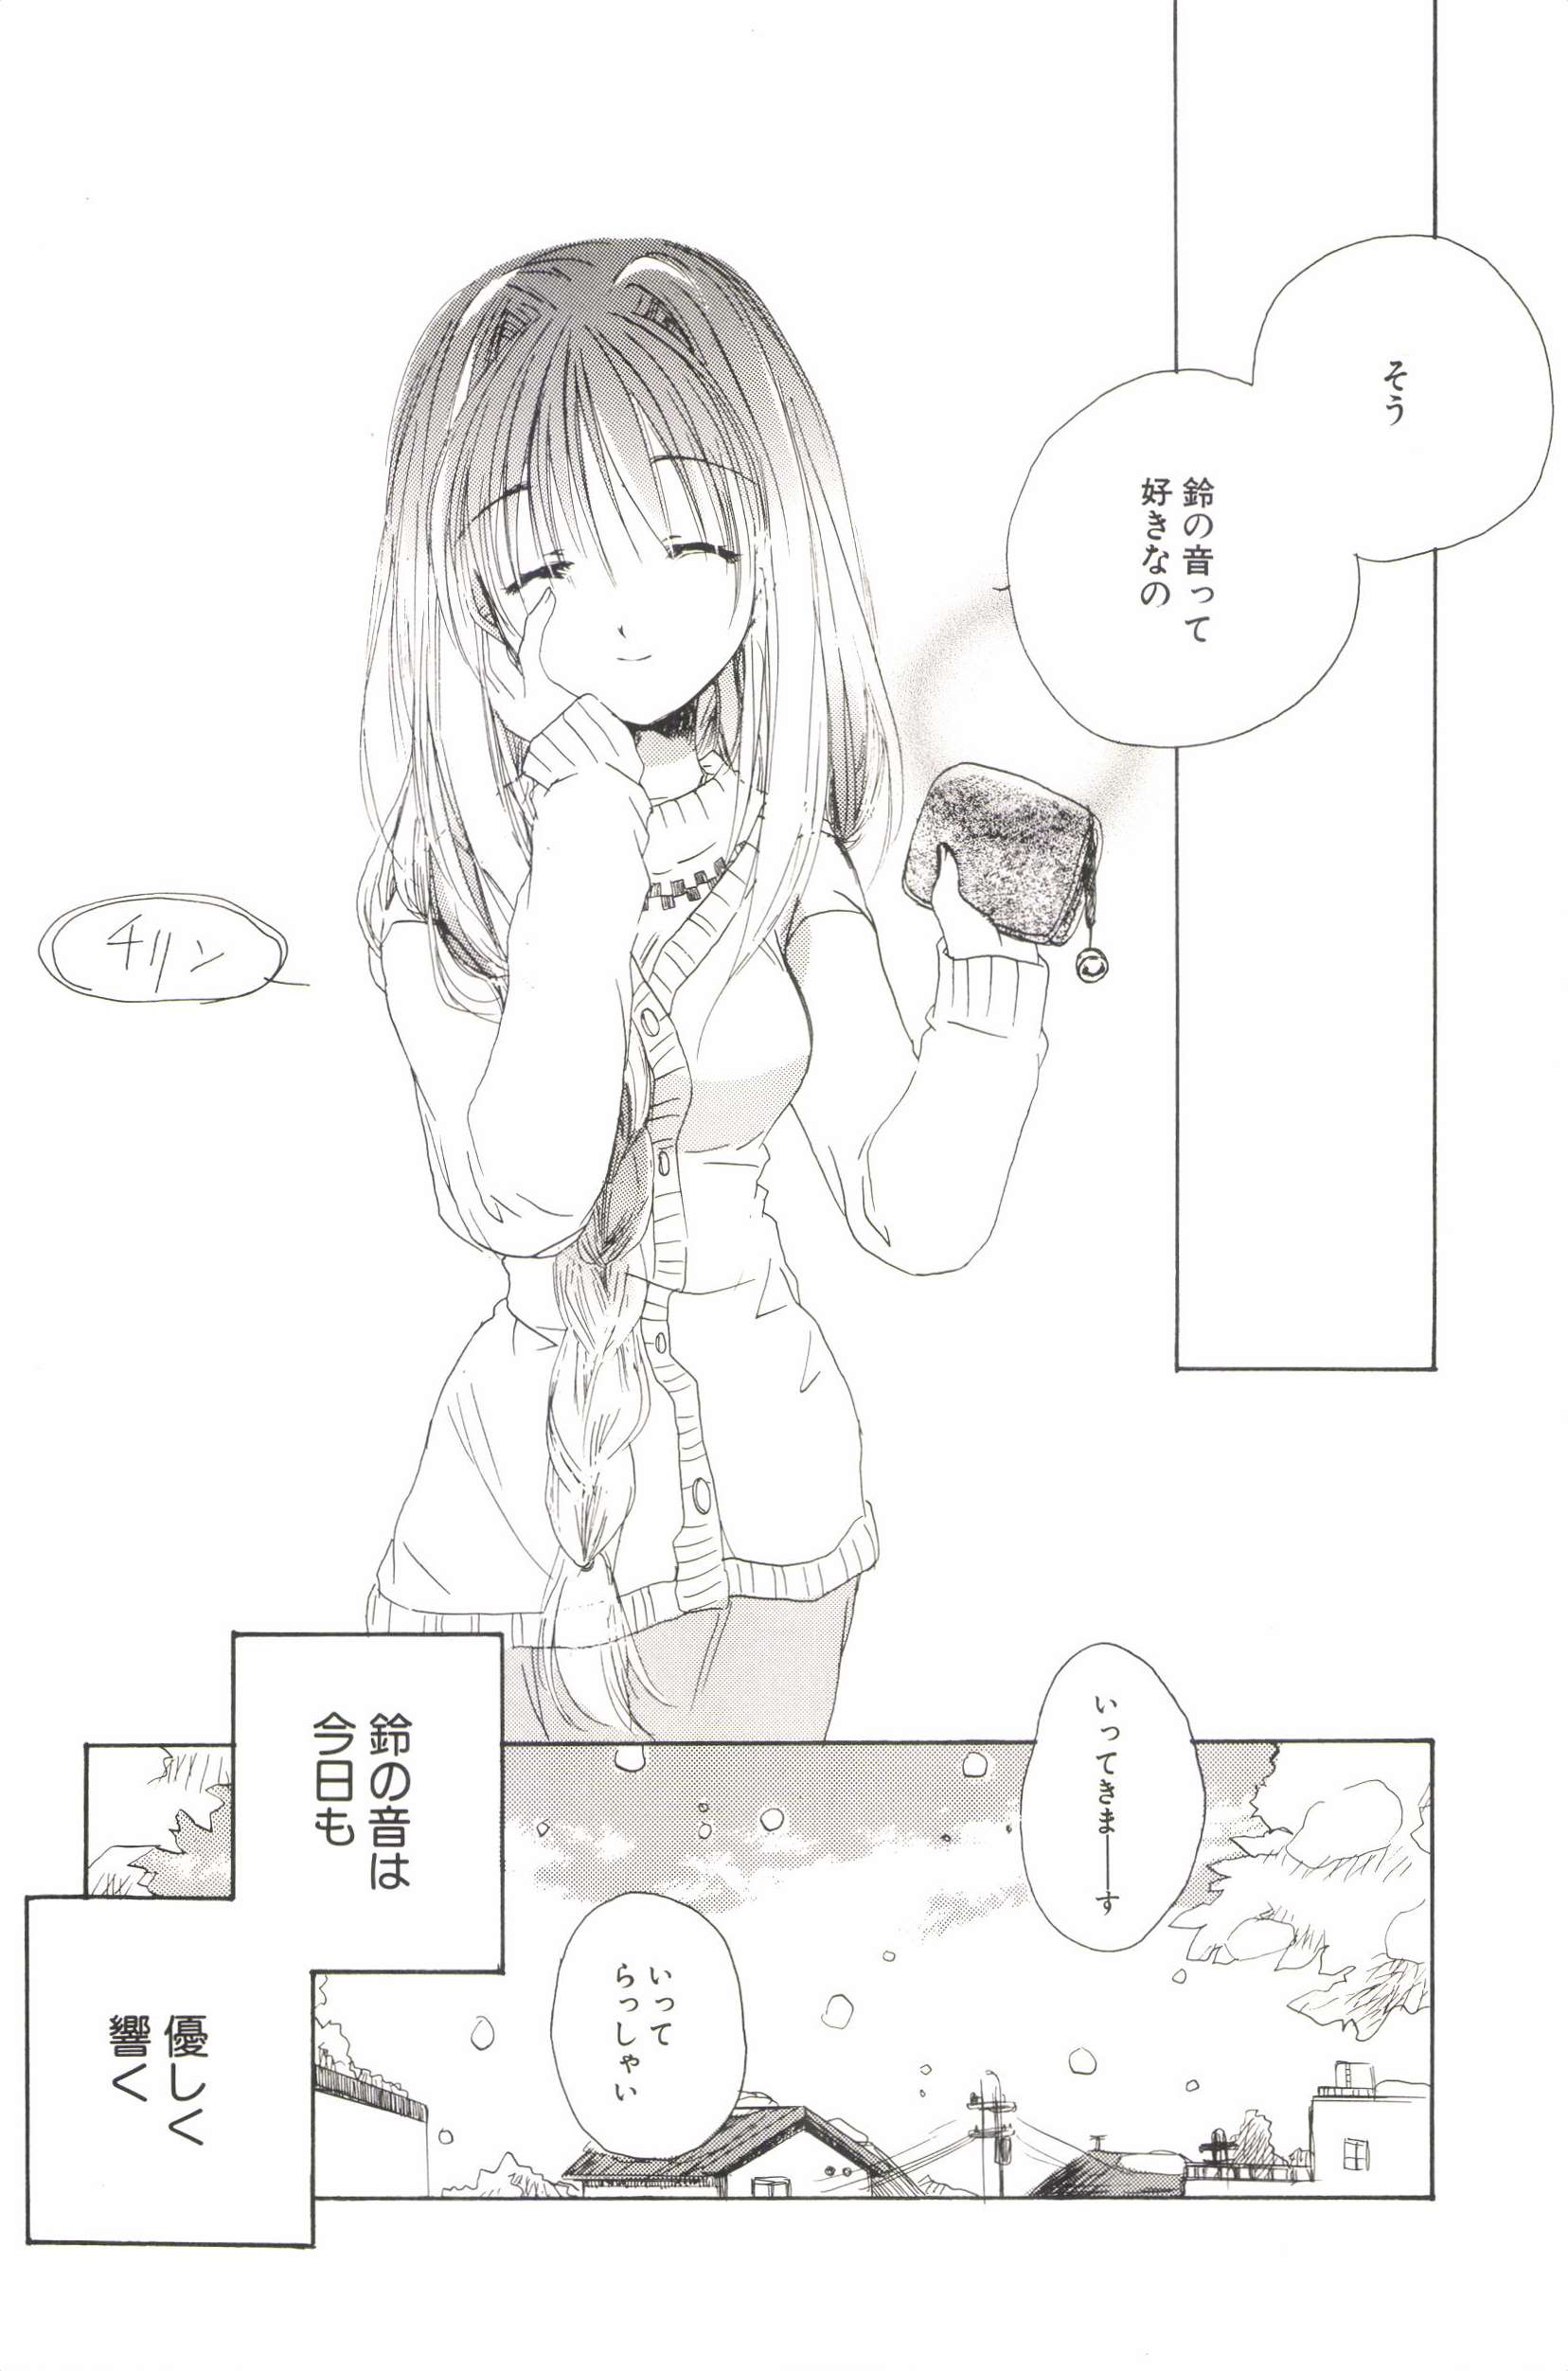 そう
鈴の音って
好きなの
チリン
いってきま――す
いって
らっしゃい
鈴の音は
今日も
優しく
響く